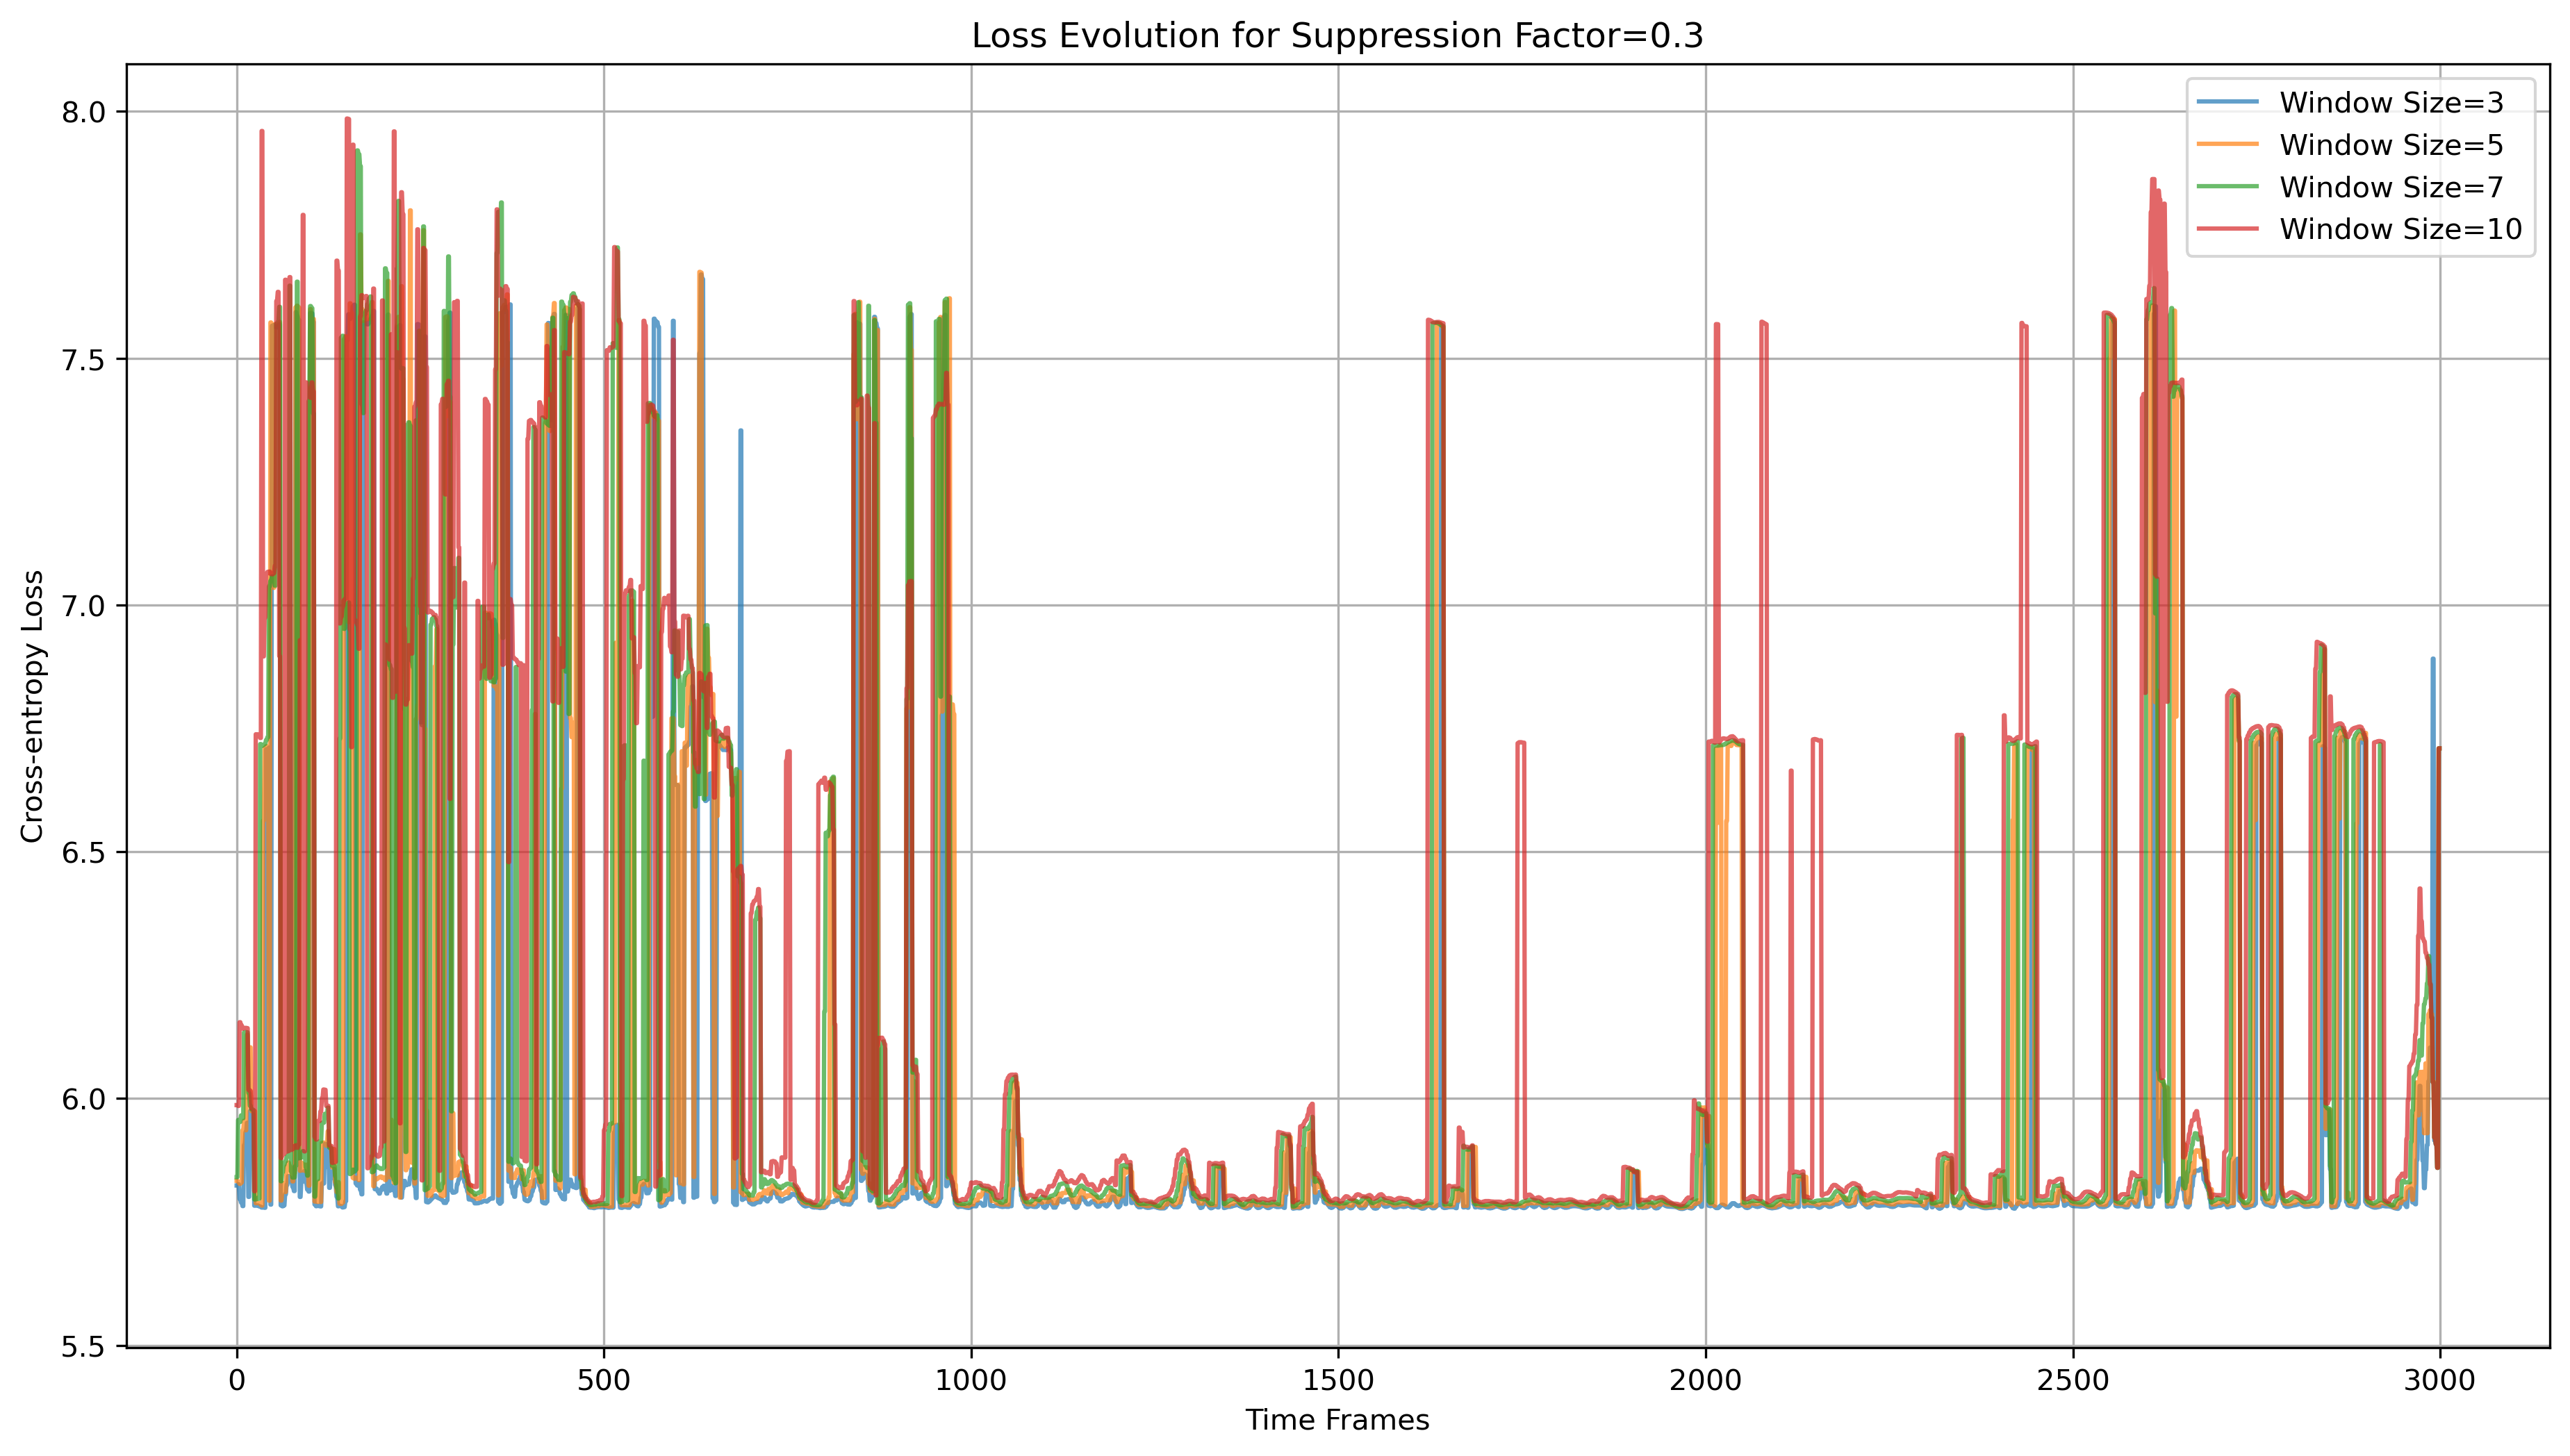 Loss Evolution for Suppression Factor=0.3
Window Size=3
Window Size=5
Window Size=7
Window Size=10
Cross-entropy Loss
8.0
7.5
7.0
6.5
6.0
5.5
0 500 1000 1500 2000 2500 3000
Time Frames